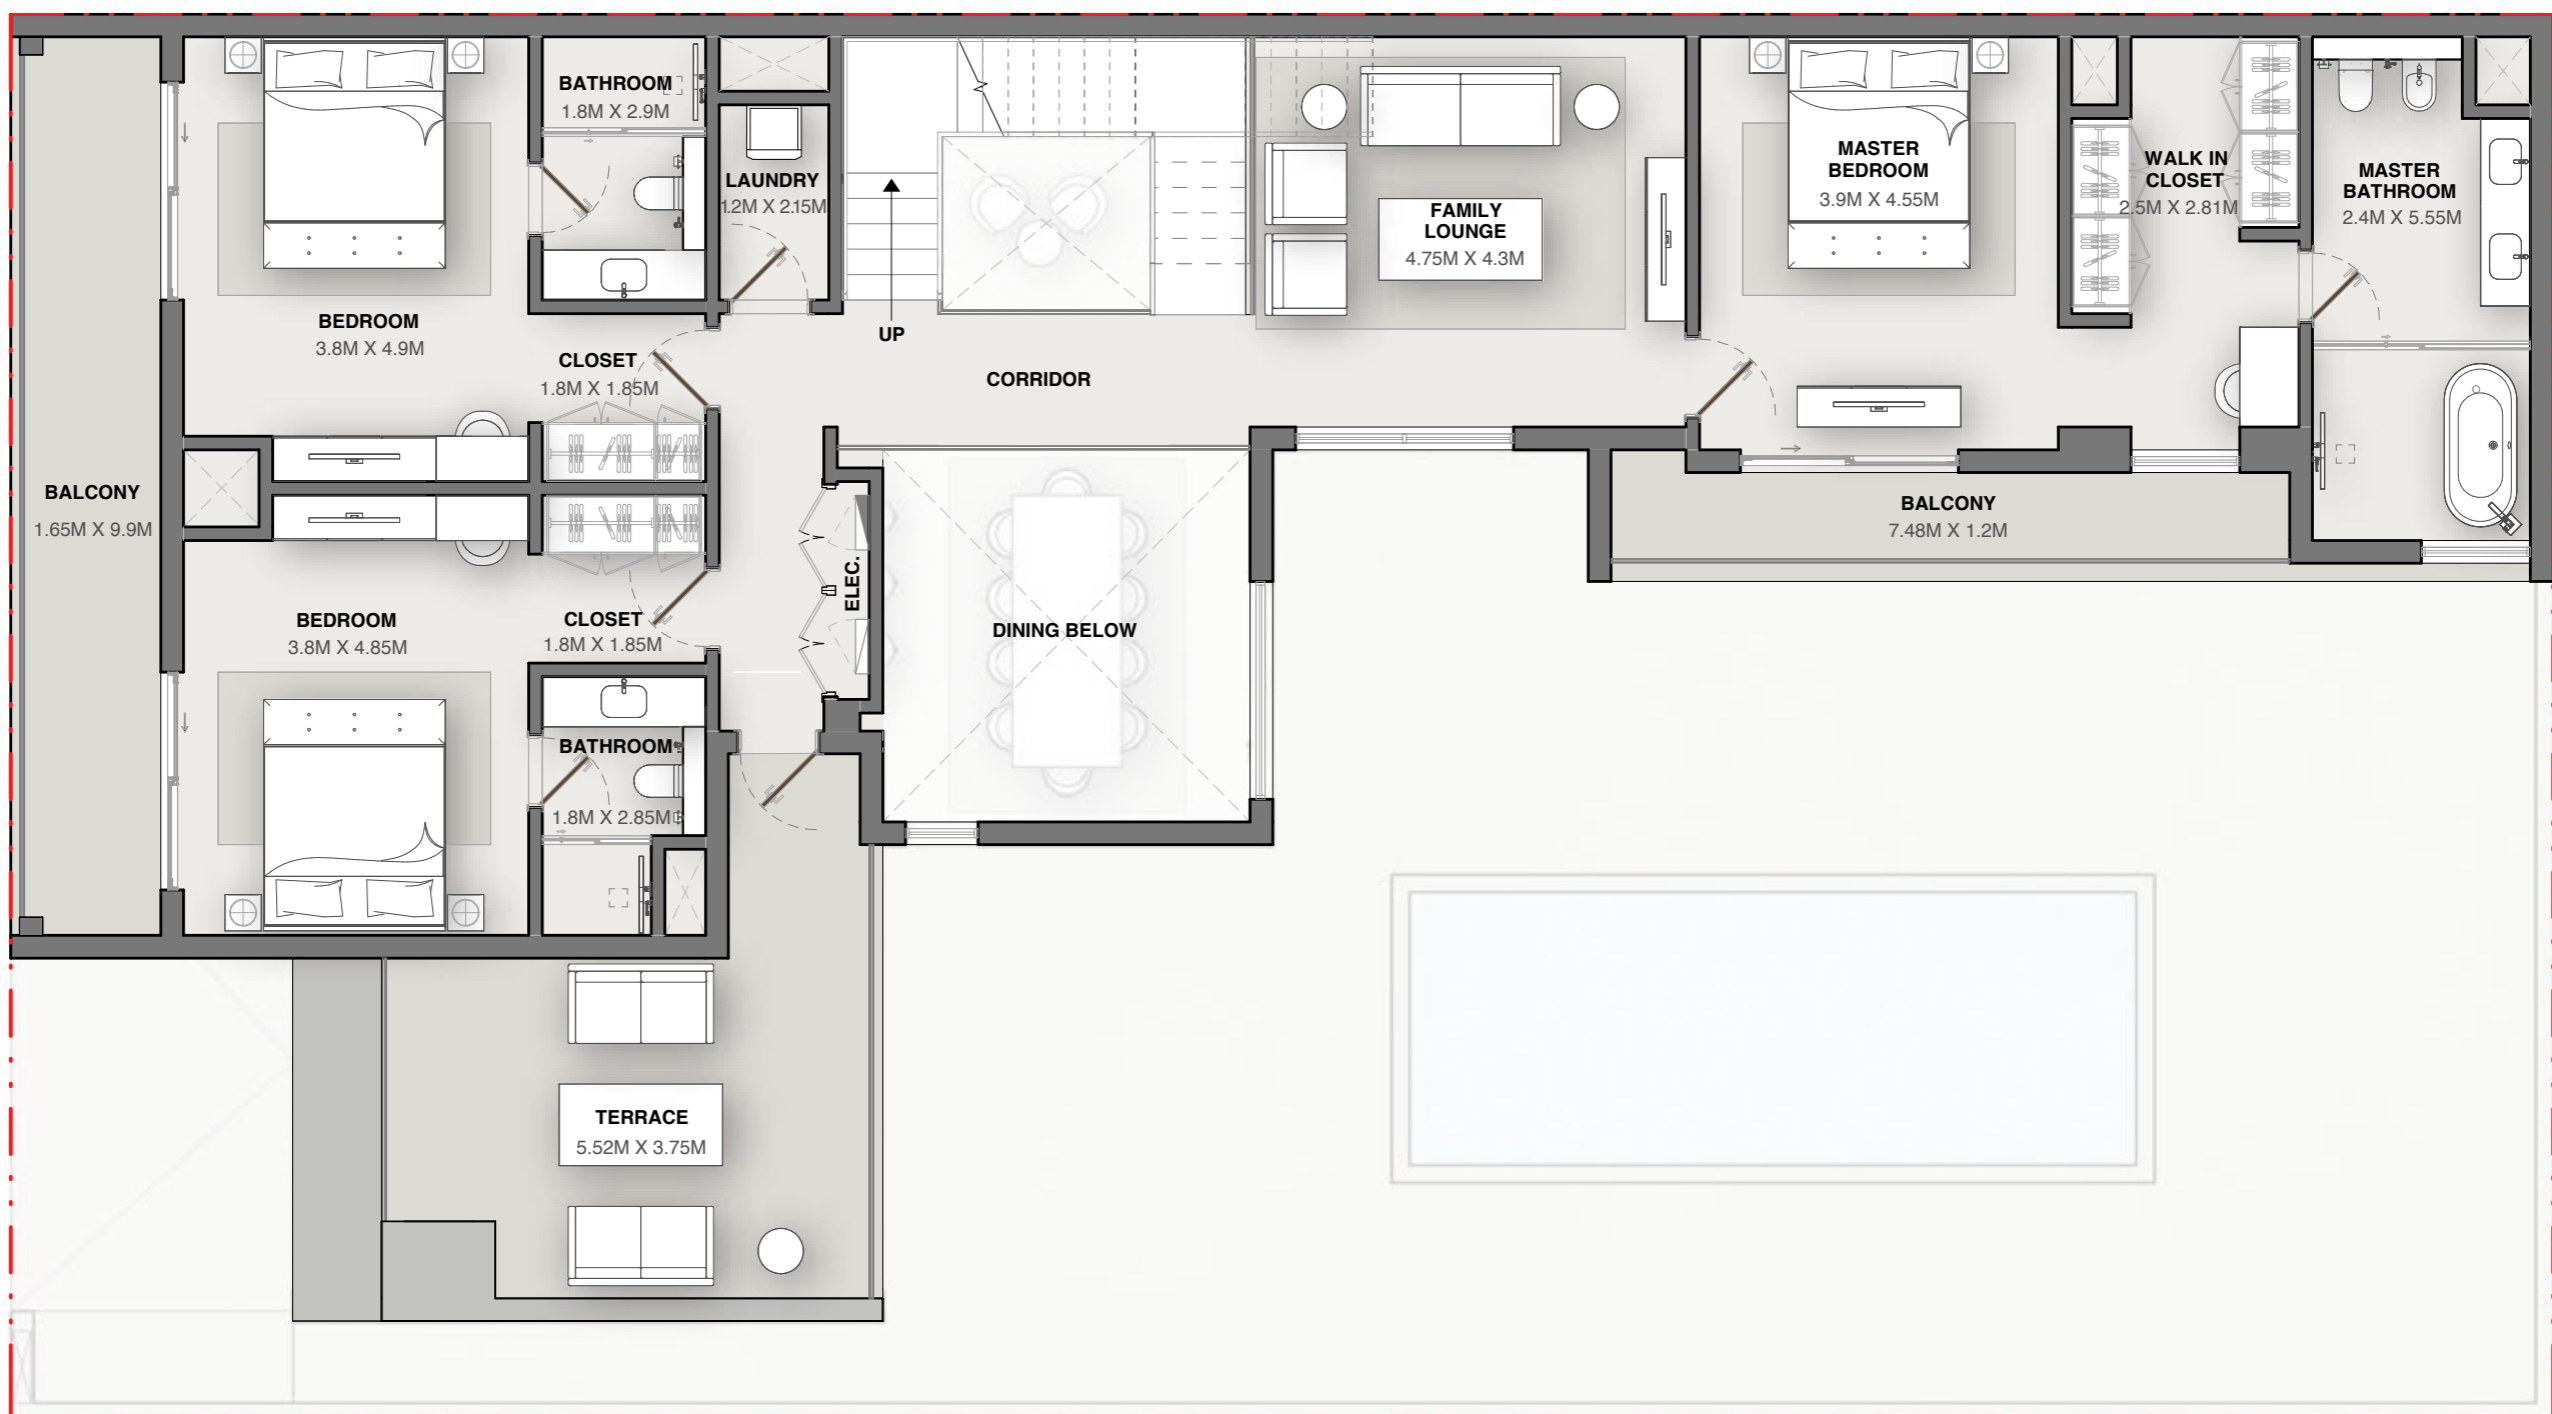 BATHROOM
1.8M X 2.9M
LAUNDRY
1.2M X 2.15M
FAMILY
LOUNGE
4.75M X 4.3M
MASTER
BEDROOM
3.9M X 4.55M
WALK IN
CLOSET
2.5M X 2.81M
MASTER
BATHROOM
2.4M X 5.55M
BEDROOM
3.8M X 4.9M
CLOSET
1.8M X 1.85M
UP
CORRIDOR
BALCONY
1.65M X 9.9M
BALCONY
7.48M X 1.2M
ELEC.
BEDROOM
3.8M X 4.85M
CLOSET
1.8M X 1.85M
DINING BELOW
BATHROOM
1.8M X 2.85M
TERRACE
5.52M X 3.75M